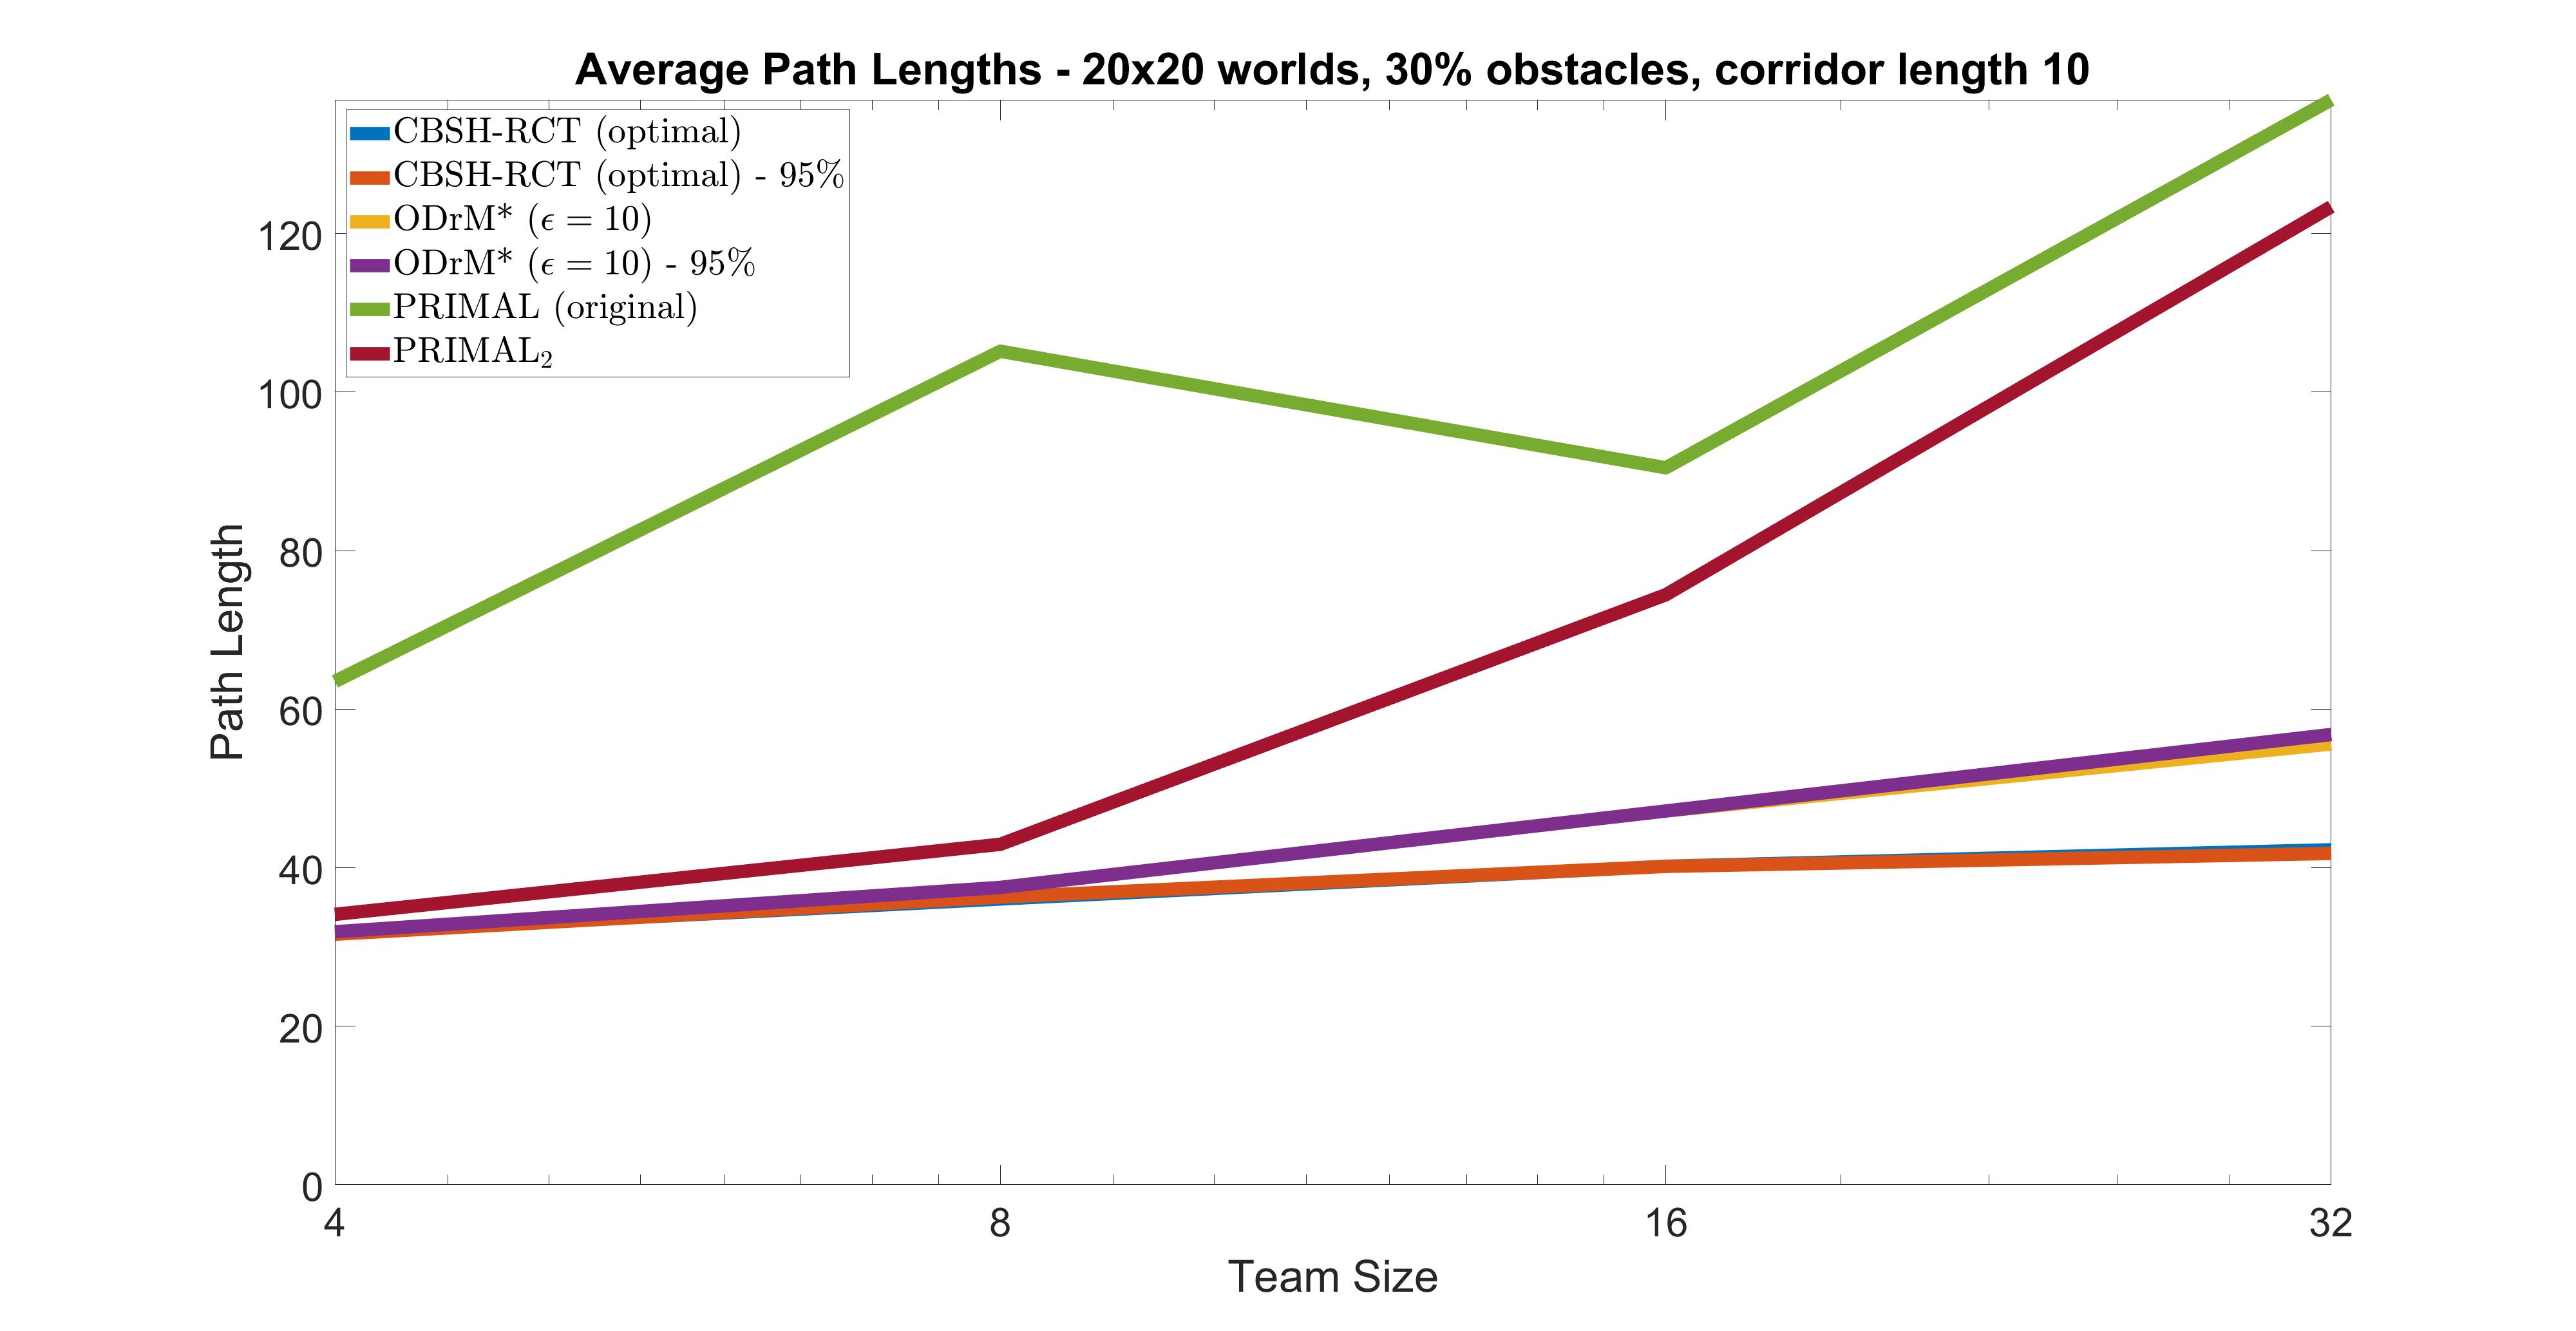 Average Path Lengths - 20x20 worlds, 30% obstacles, corridor length 10
CBSH-RCT (optimal)
CBSH-RCT (optimal) - 95%
ODrM* (ϵ = 10)
ODrM* (ϵ = 10) - 95%
PRIMAL (original)
PRIMAL₂
120
100
80
60
40
20
0
Path Length
4 8 16 32
Team Size